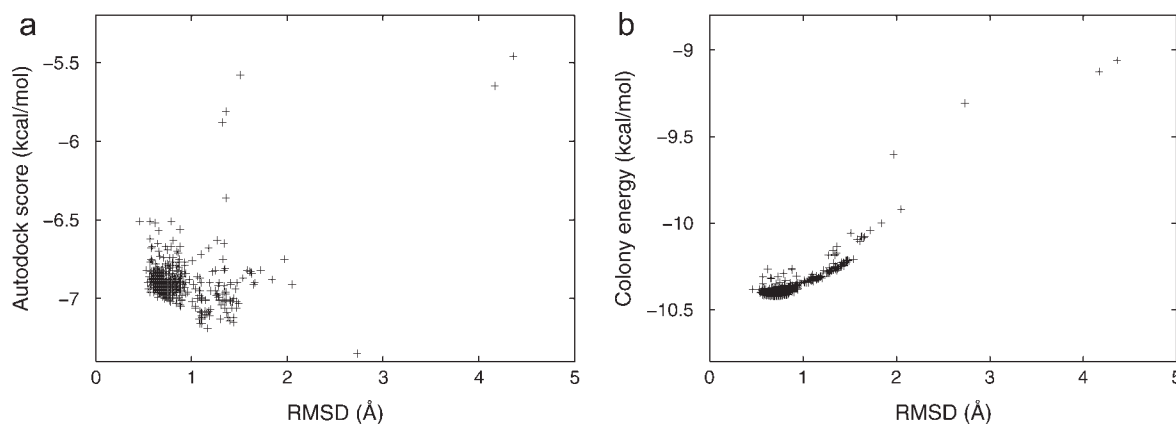 a
Autodock score (kcal/mol)
−5.5
−6
−6.5
−7
0 1 2 3 4 5
RMSD (Å)
b
Colony energy (kcal/mol)
−9
−9.5
−10
−10.5
0 1 2 3 4 5
RMSD (Å)